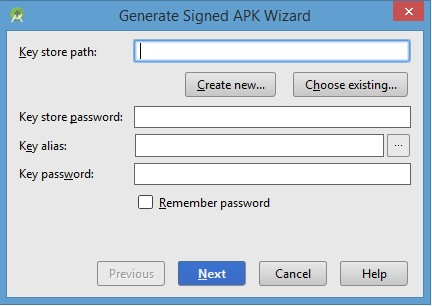 Generate Signed APK Wizard
Key store path:
Create new... Choose existing...
Key store password:
Key alias: ...
Key password:
Remember password
Previous Next Cancel Help